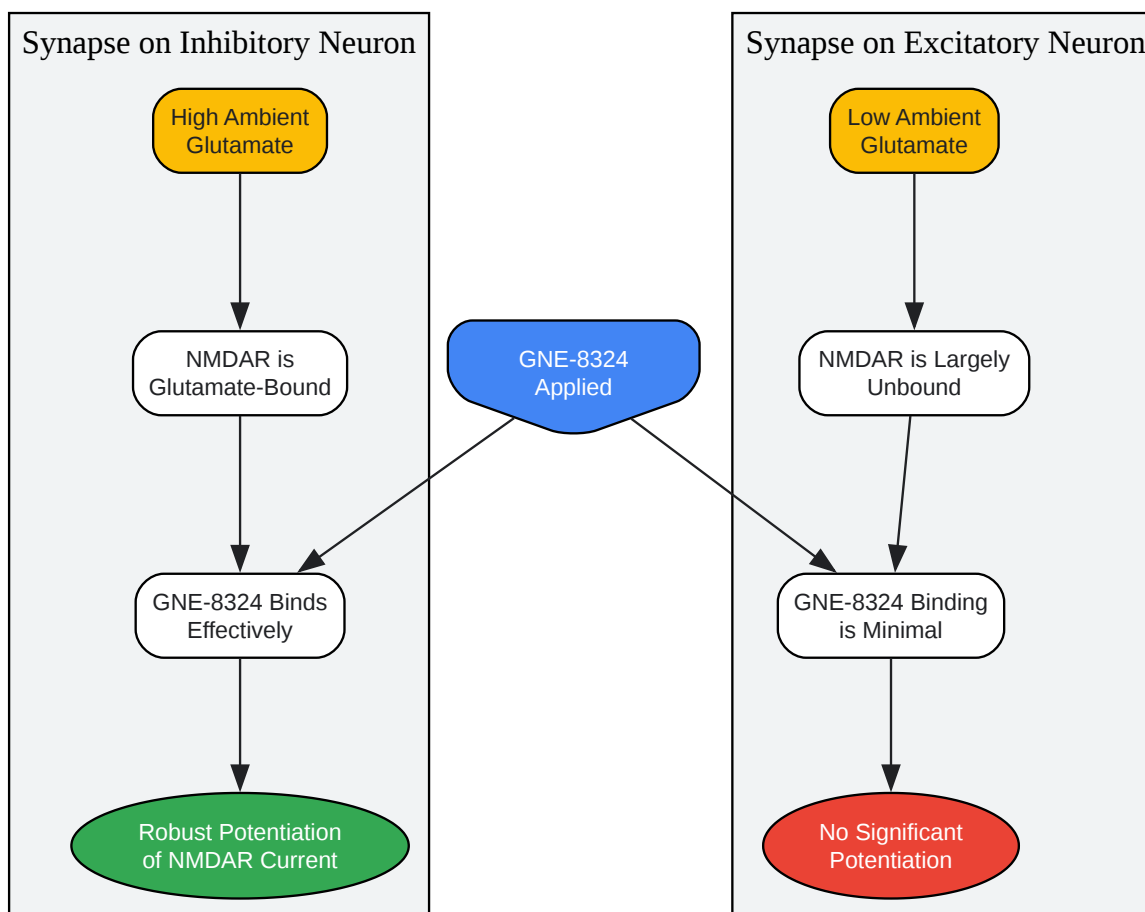 Synapse on Inhibitory Neuron
High Ambient
Glutamate
NMDAR is
Glutamate-Bound
GNE-8324 Binds
Effectively
Robust Potentiation
of NMDAR Current
GNE-8324
Applied
Synapse on Excitatory Neuron
Low Ambient
Glutamate
NMDAR is Largely
Unbound
GNE-8324 Binding
is Minimal
No Significant
Potentiation